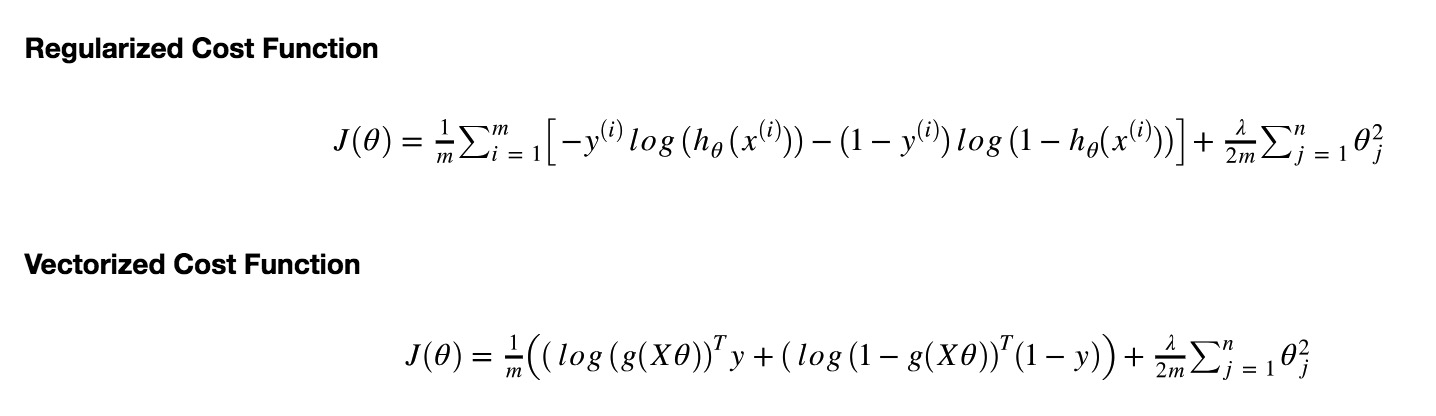 Regularized Cost Function
J(θ) = 1/m ∑_{i = 1}^{m} [−y^{(i)} log (h_θ (x^{(i)})) − (1 − y^{(i)}) log (1 − h_θ(x^{(i)}))] + λ/2m ∑_{j = 1}^{n} θ_j^2
Vectorized Cost Function
J(θ) = 1/m ((log (g(Xθ))^T y + (log (1 − g(Xθ))^T (1 − y)) + λ/2m ∑_{j = 1}^{n} θ_j^2